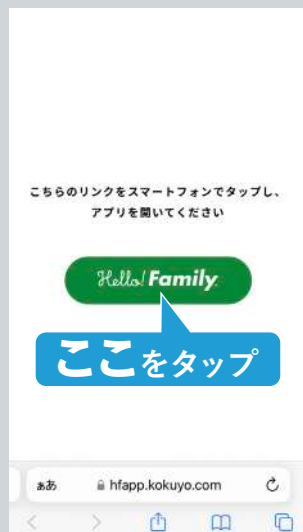 こちらのリンクをスマートフォンでタップし、
アプリを開いてください
Hello! Family.
ここをタップ
ぁあ hfapp.kokuyo.com